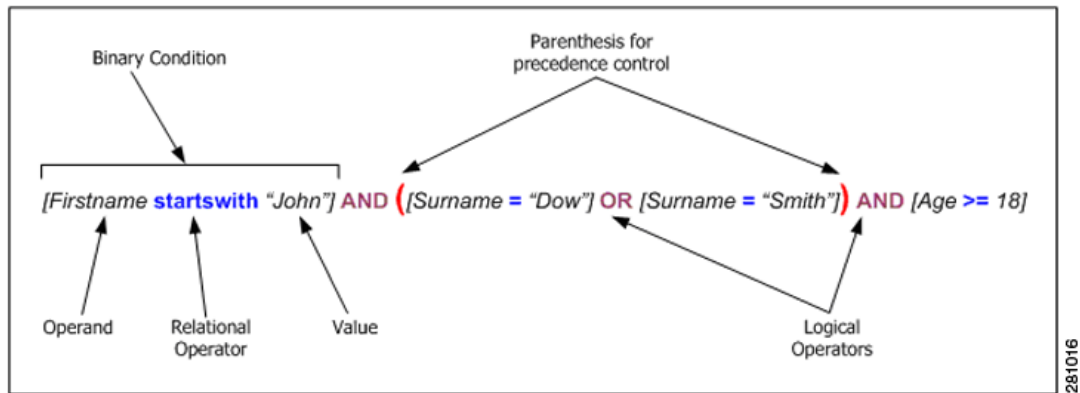 Binary Condition
Parenthesis for
precedence control
[Firstname startswith “John”] AND ([Surname = “Dow”] OR [Surname = “Smith”]) AND [Age >= 18]
Operand
Relational
Operator
Value
Logical
Operators
281016